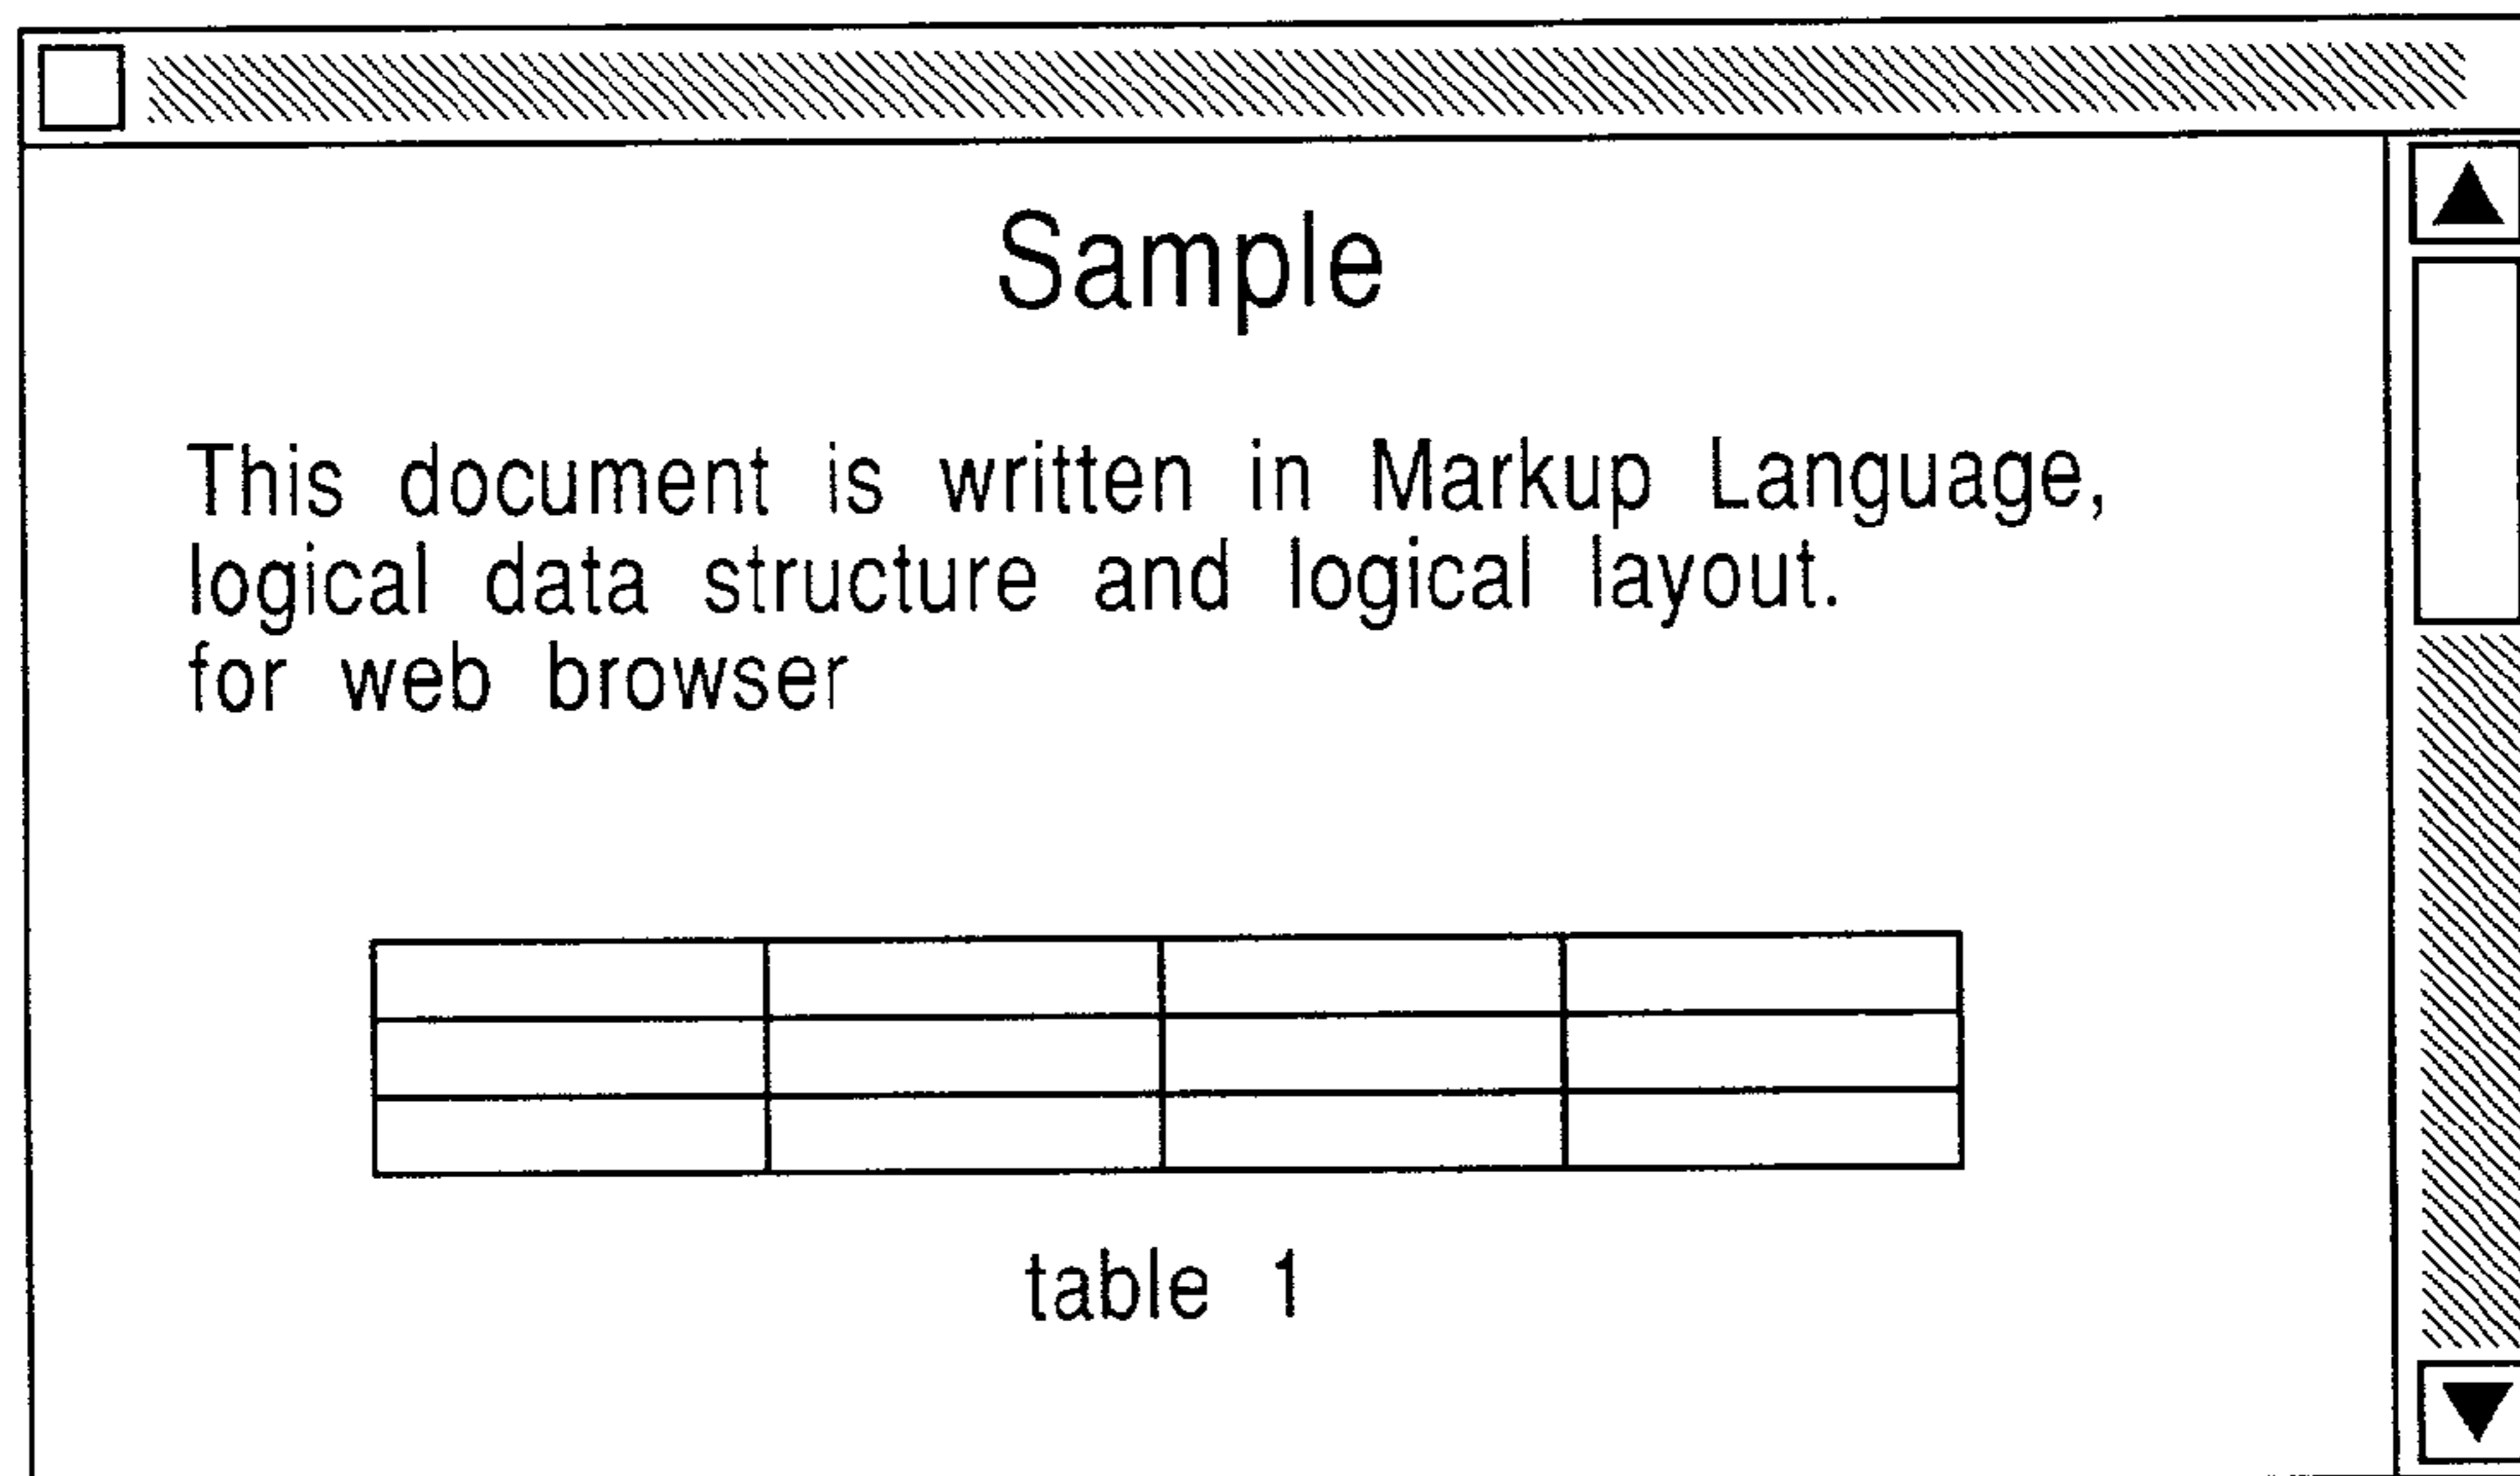 Sample
This document is written in Markup Language,
logical data structure and logical layout.
for web browser
table 1